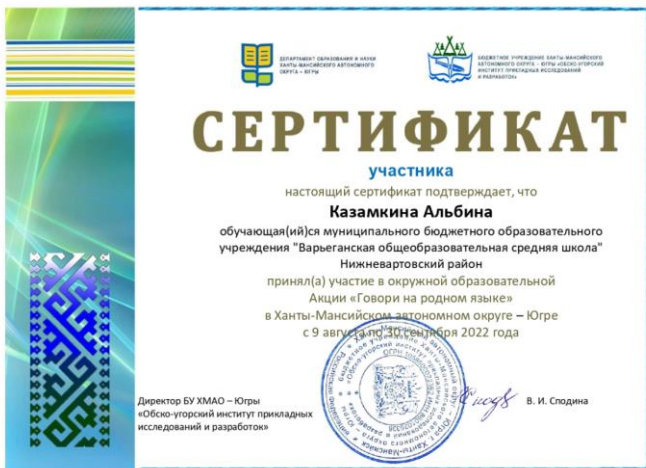 ДЕПАРТАМЕНТ ОБРАЗОВАНИЯ И НАУКИ
ХАНТЫ-МАНСИЙСКОГО АВТОНОМНОГО
ОКРУГА – ЮГРЫ
БЮДЖЕТНОЕ УЧРЕЖДЕНИЕ ХАНТЫ-МАНСИЙСКОГО
АВТОНОМНОГО ОКРУГА – ЮГРЫ «ОБСКО-УГОРСКИЙ
ИНСТИТУТ ПРИКЛАДНЫХ ИССЛЕДОВАНИЙ
И РАЗРАБОТОК»
СЕРТИФИКАТ
участника
настоящий сертификат подтверждает, что
Казамкина Альбина
обучающая(ий)ся муниципального бюджетного образовательного
учреждения "Варьеганская общеобразовательная средняя школа"
Нижневартовский район
принял(а) участие в окружной образовательной
Акции «Говори на родном языке»
в Ханты-Мансийском автономном округе – Югре
с 9 августа по 30 сентября 2022 года
Директор БУ ХМАО – Югры
«Обско-угорский институт прикладных
исследований и разработок»
В. И. Сподина